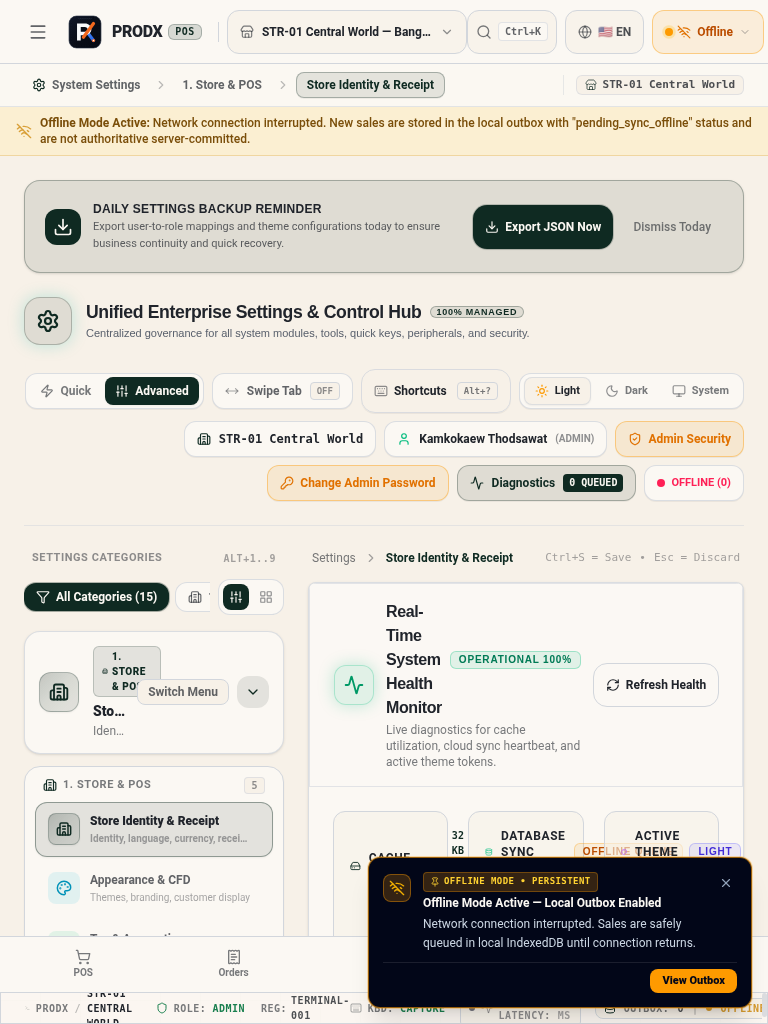 PRODX POS
STR-01 Central World — Bang...
Ctrl+K
EN
Offline
System Settings
1. Store & POS
Store Identity & Receipt
STR-01 Central World
Offline Mode Active: Network connection interrupted. New sales are stored in the local outbox with "pending_sync_offline" status and
are not authoritative server-committed.
DAILY SETTINGS BACKUP REMINDER
Export user-to-role mappings and theme configurations today to ensure
business continuity and quick recovery.
Export JSON Now
Dismiss Today
Unified Enterprise Settings & Control Hub 100% MANAGED
Centralized governance for all system modules, tools, quick keys, peripherals, and security.
Quick
Advanced
Swipe Tab OFF
Shortcuts Alt+?
Light
Dark
System
STR-01 Central World
Kamkokaew Thodsawat (ADMIN)
Admin Security
Change Admin Password
Diagnostics 0 QUEUED
OFFLINE (0)
SETTINGS CATEGORIES
ALT+1..9
Settings
Store Identity & Receipt
Ctrl+S = Save • Esc = Discard
All Categories (15)
1.
STORE
& POS
Sto...
Iden...
Switch Menu
1. STORE & POS
5
Store Identity & Receipt
Identity, language, currency, recei...
Appearance & CFD
Themes, branding, customer display
Real-
Time
System
Health
Monitor
OPERATIONAL 100%
Live diagnostics for cache
utilization, cloud sync heartbeat, and
active theme tokens.
Refresh Health
32
KB
DATABASE
SYNC
ACTIVE
THEME
LIGHT
OFFLINE MODE • PERSISTENT
Offline Mode Active — Local Outbox Enabled
Network connection interrupted. Sales are safely
queued in local IndexedDB until connection returns.
View Outbox
POS
Orders
PRODX /
STR-01
CENTRAL
WORLD
ROLE: ADMIN
REG:
TERMINAL-
001
LATENCY: MS